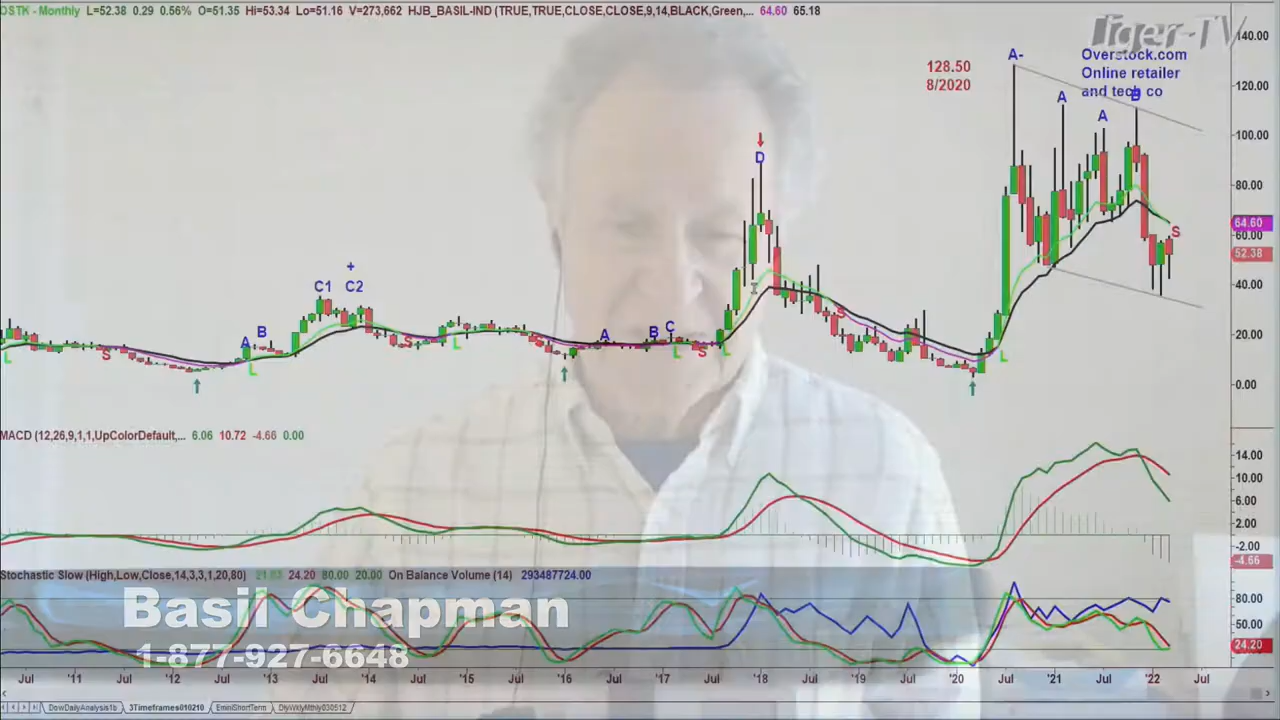 OSTK - Monthly L=52.38 0.29 0.56% O=51.35 Hi=53.34 Lo=51.16 V=273,662 HJB_BASIL-IND (TRUE,TRUE,CLOSE,CLOSE,9,14,BLACK,Green,... 64.60 65.18
Tiger-TV
140.00
128.50
8/2020
A-
Overstock.com
Online retailer
and tech co
120.00
A
B
A
100.00
D
80.00
64.60
60.00
S
52.38
+
C1 C2
40.00
S
20.00
A B
A B C
L S L S L S L S L S L
0.00
MACD (12,26,9,1,1,UpColorDefault,... 6.06 10.72 -4.66 0.00
14.00
10.00
6.00
2.00
-2.00
-4.66
Stochastic Slow (High,Low,Close,14,3,3,1,20,80) 24.20 80.00 20.00 On Balance Volume (14) 293487724.00
80.00
50.00
24.20
Basil Chapman
1-877-927-6648
Jul '11 Jul '12 Jul '13 Jul '14 Jul '15 Jul '16 Jul '17 Jul '18 Jul '19 Jul '20 Jul '21 Jul '22 Jul
DowDailyAnalysis1b 3Timeframes010210 EminiShortTerm DlyWklyMthly030512